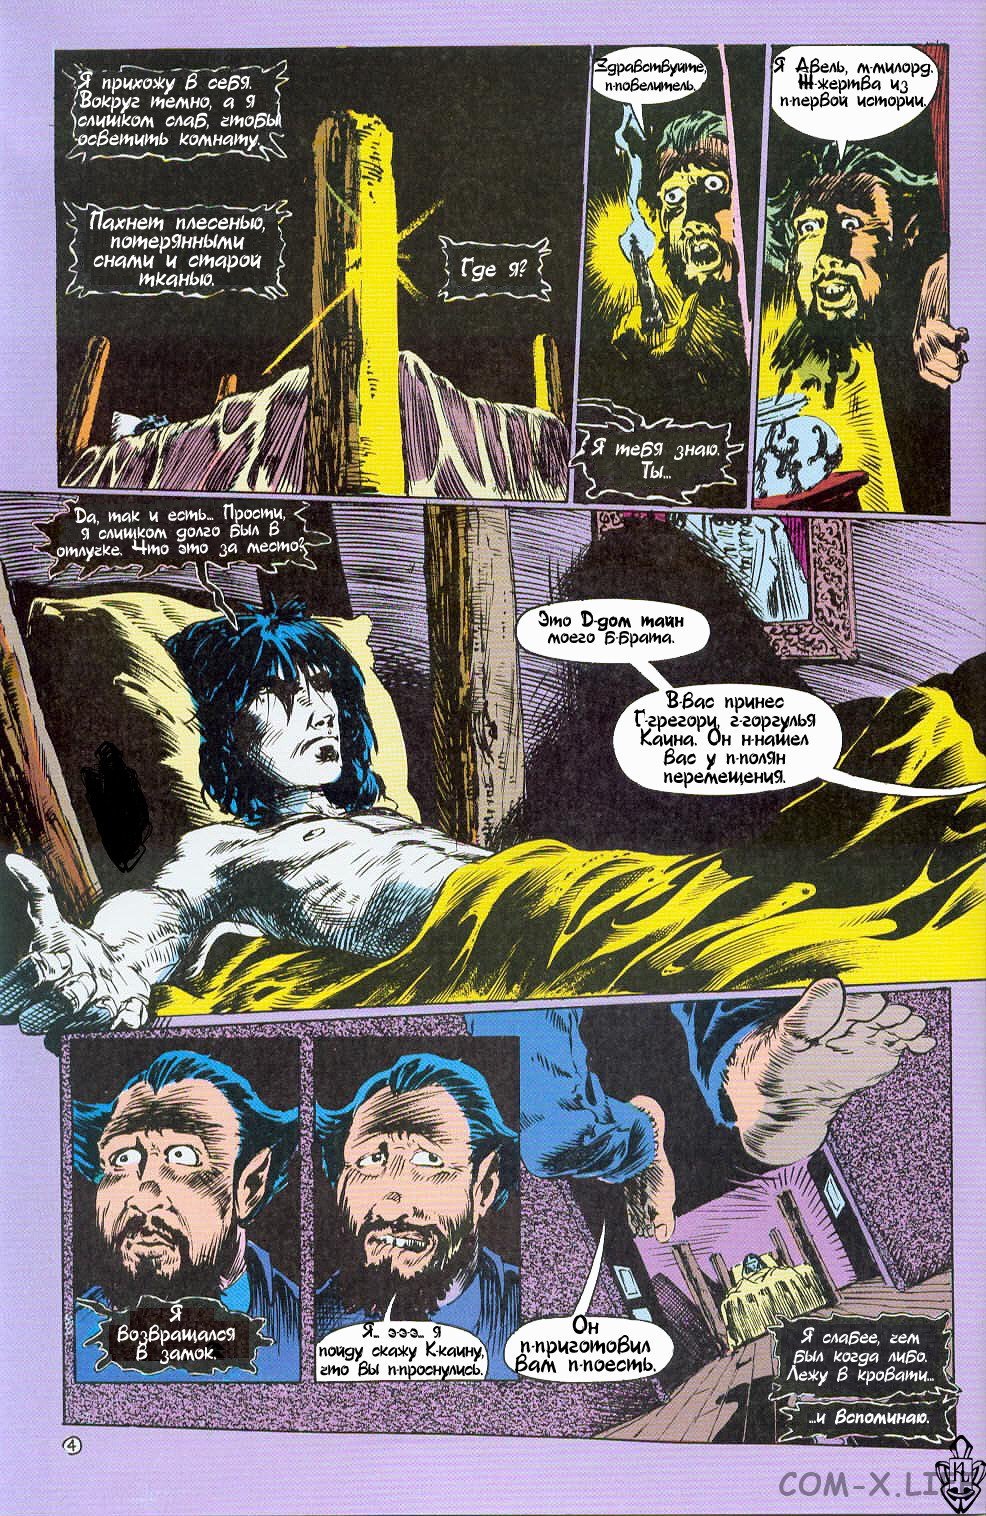 Я прихожу в себя.
Вокруг темно, а я
слишком слаб, чтобы
осветить комнату.
Пахнет плесенью,
потерянными
снами и старой
тканью.
Где я?
Здравствуйте,
п-повелитель.
Я тебя знаю.
Ты...
Я Авель, м-милорд.
Ж-жертва из
п-первой истории.
Да, так и есть... Прости,
я слишком долго был в
отлучке. Что это за место?
Это Д-дом тайн
моего б-брата.
В-вас принес
Г-грегори, г-горгулья
Каина. Он н-нашел
вас у п-полян
перемещения.
Я
возвращался
в замок.
Я... э-э-э... я
пойду скажу К-каину,
что вы п-проснулись.
Он
п-приготовил
вам п-поесть.
Я слабее, чем
был когда либо.
Лежу в кровати...
...и вспоминаю.
4
COM-X.LI